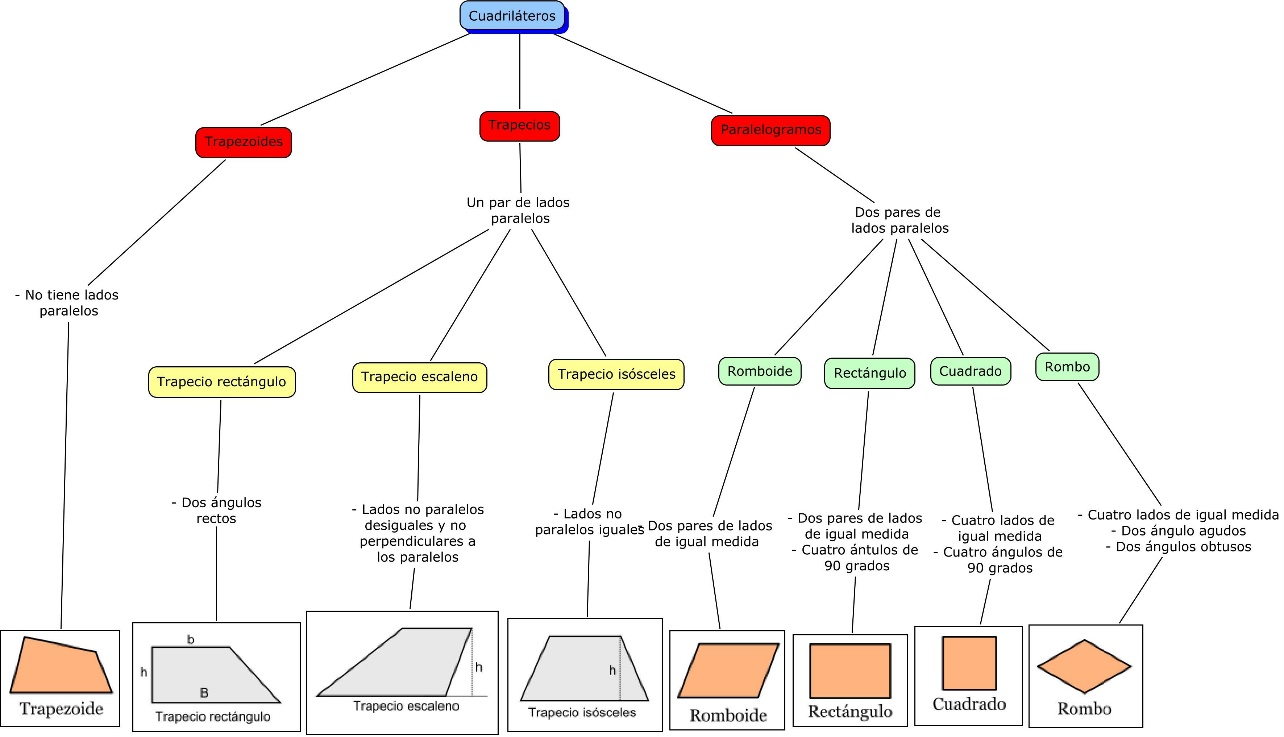 Cuadriláteros
Trapezoides
Trapecios
Paralelogramos
Un par de lados
paralelos
Dos pares de
lados paralelos
- No tiene lados
paralelos
Trapecio rectángulo
Trapecio escaleno
Trapecio isósceles
Romboide
Rectángulo
Cuadrado
Rombo
- Dos ángulos
rectos
- Lados no paralelos
desiguales y no
perpendiculares a
los paralelos
- Lados no
paralelos iguales
- Dos pares de lados
de igual medida
- Dos pares de lados
de igual medida
- Cuatro ántulos de
90 grados
- Cuatro lados de
igual medida
- Cuatro ángulos de
90 grados
- Cuatro lados de igual medida
- Dos ángulo agudos
- Dos ángulos obtusos
Trapezoide
b
h
B
Trapecio rectángulo
h
Trapecio escaleno
h
Trapecio isósceles
Romboide
Rectángulo
Cuadrado
Rombo